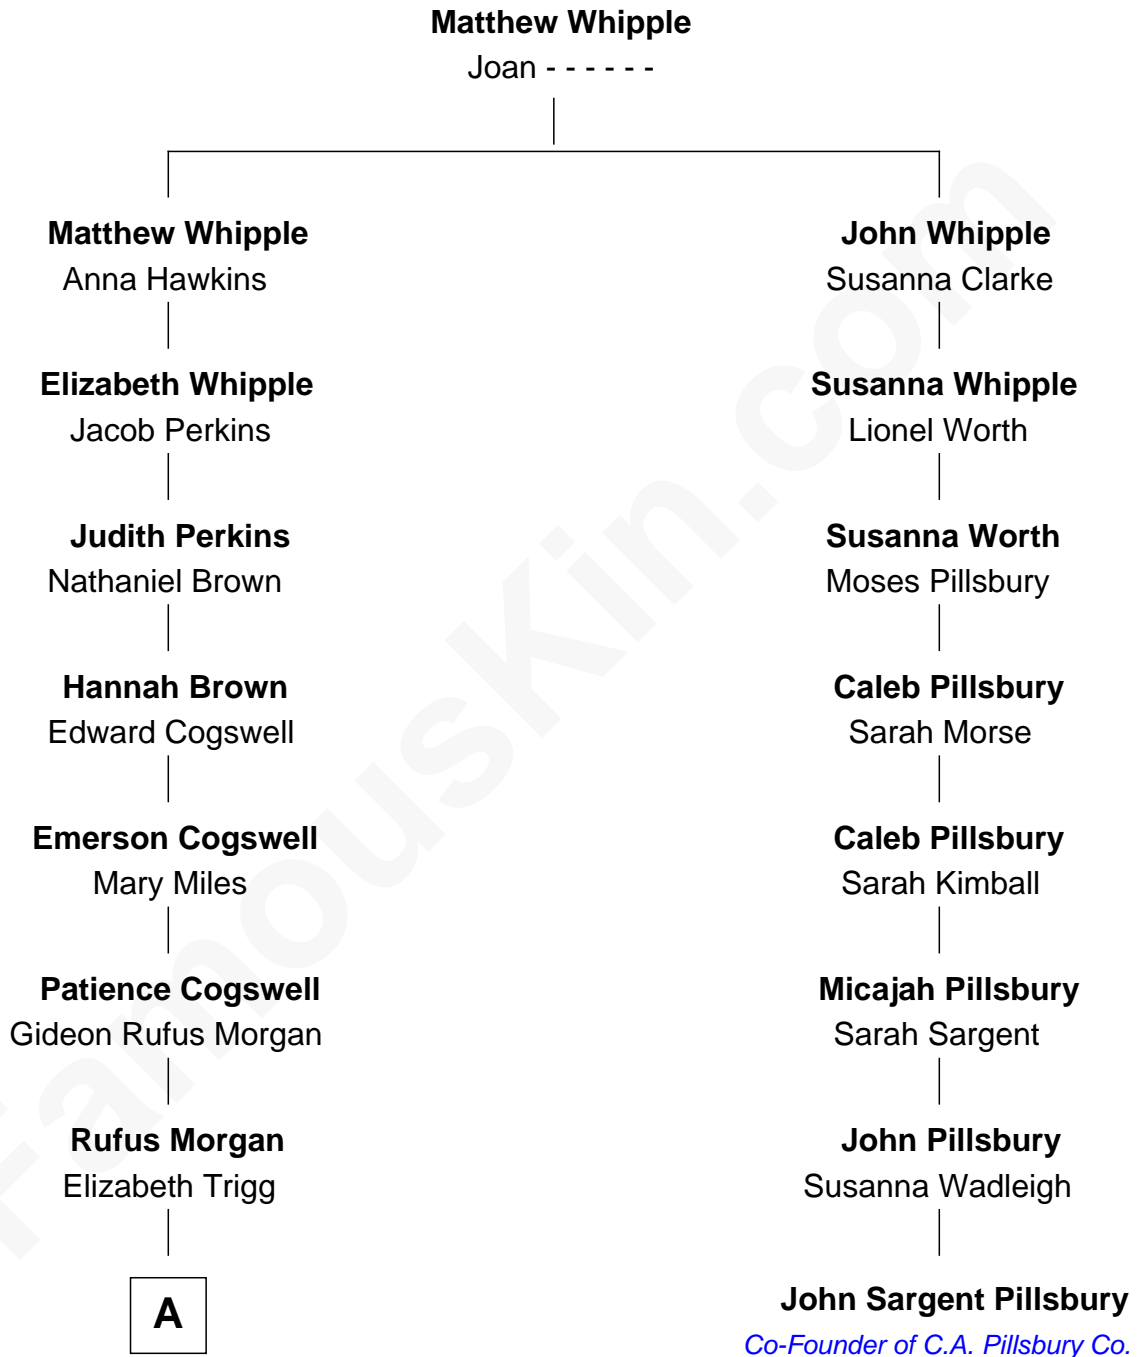 Matthew Whipple
Joan - - - - - -
Matthew Whipple
Anna Hawkins
John Whipple
Susanna Clarke
Elizabeth Whipple
Jacob Perkins
Susanna Whipple
Lionel Worth
Judith Perkins
Nathaniel Brown
Susanna Worth
Moses Pillsbury
Hannah Brown
Edward Cogswell
Caleb Pillsbury
Sarah Morse
Emerson Cogswell
Mary Miles
Caleb Pillsbury
Sarah Kimball
Patience Cogswell
Gideon Rufus Morgan
Micajah Pillsbury
Sarah Sargent
Rufus Morgan
Elizabeth Trigg
John Pillsbury
Susanna Wadleigh
A
John Sargent Pillsbury
Co-Founder of C.A. Pillsbury Co.
FamousKin.com